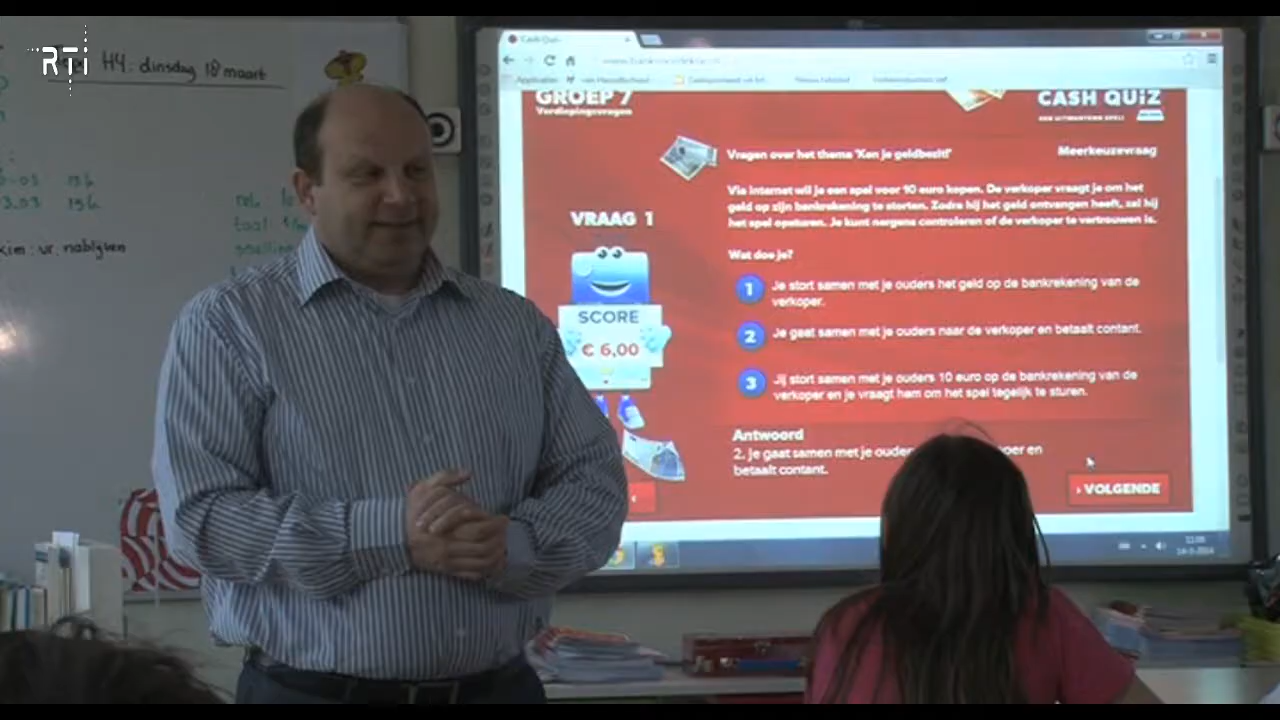 RTi
H4: dinsdag 18 maart
Cash Quiz
GROEP 7
Verdiepingsvragen
CASH QUIZ
Vragen over het thema 'Ken je geldbezit!'
Meerkeuzevraag
Via internet wil je een spel voor 10 euro kopen. De verkoper vraagt je om het
geld op zijn bankrekening te storten. Zodra hij het geld ontvangen heeft, zal hij
het spel opsturen. Je kunt nergens controleren of de verkoper te vertrouwen is.
VRAAG 1
Wat doe je?
1 Je stort samen met je ouders het geld op de bankrekening van de
verkoper.
2 Je gaat samen met je ouders naar de verkoper en betaalt contant.
3 Jij stort samen met je ouders 10 euro op de bankrekening van de
verkoper en je vraagt hem om het spel tegelijk te sturen.
SCORE
€ 6,00
Antwoord
2. Je gaat samen met je
betaalt contant.
› VOLGENDE
taal
spelling
vr. nablijven